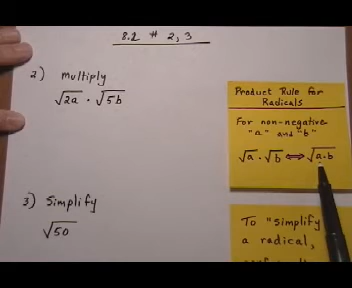 8.2 # 2, 3
2) Multiply
√2a · √5b
Product Rule for
Radicals
For non-negative
"a" and "b"
√a · √b ⟺ √a·b
3) Simplify
√50
To "simplify
a radical,